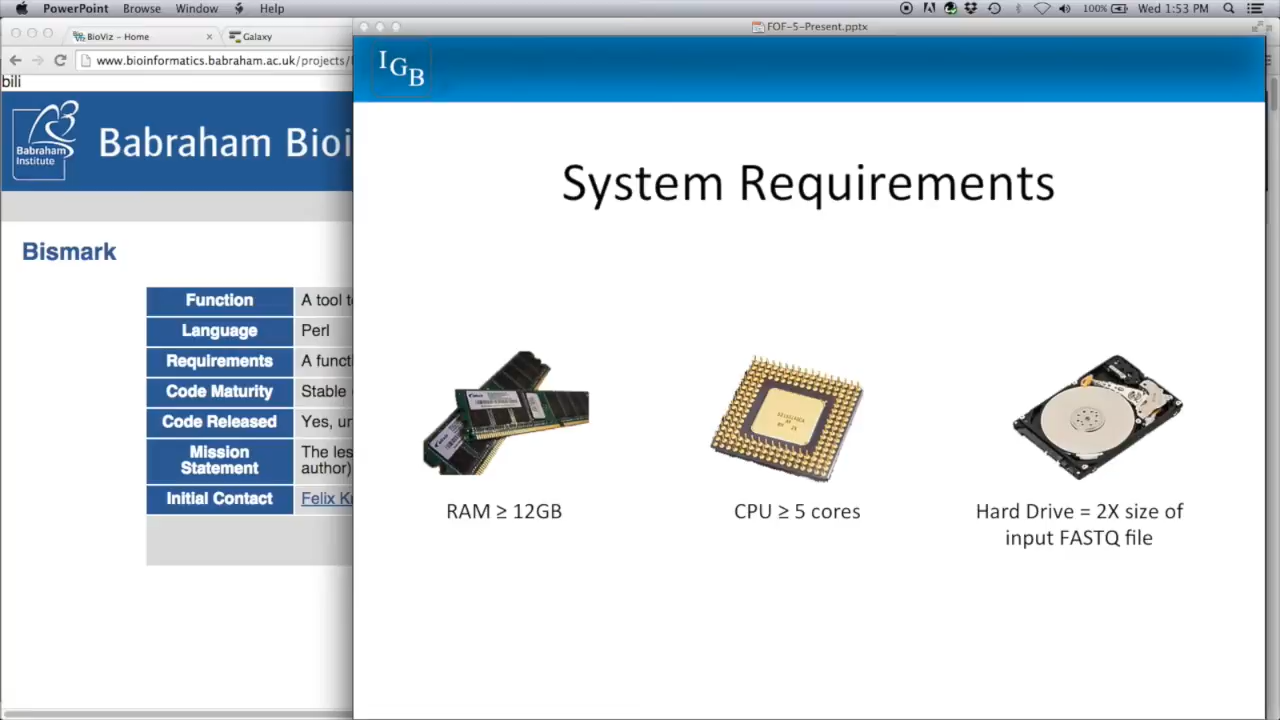 PowerPoint Browse Window Help
100% Wed 1:53 PM
BioViz - Home
Galaxy
FOF-5-Present.pptx
www.bioinformatics.babraham.ac.uk/projects/
bili
IGB
Babraham
Institute
Babraham Bioi
System Requirements
Bismark
Function A tool t
Language Perl
Requirements A funct
Code Maturity Stable
Code Released Yes, un
Mission Statement The les
author)
Initial Contact Felix K
RAM ≥ 12GB
CPU ≥ 5 cores
Hard Drive = 2X size of
input FASTQ file